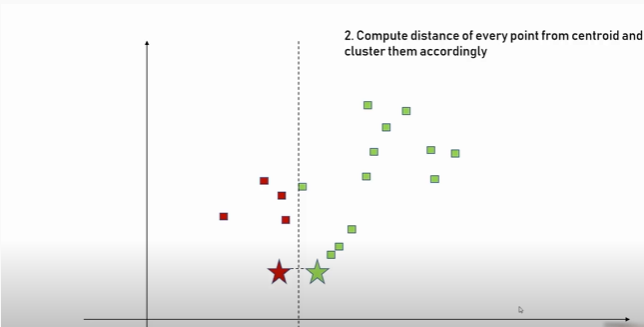 2. Compute distance of every point from centroid and
cluster them accordingly